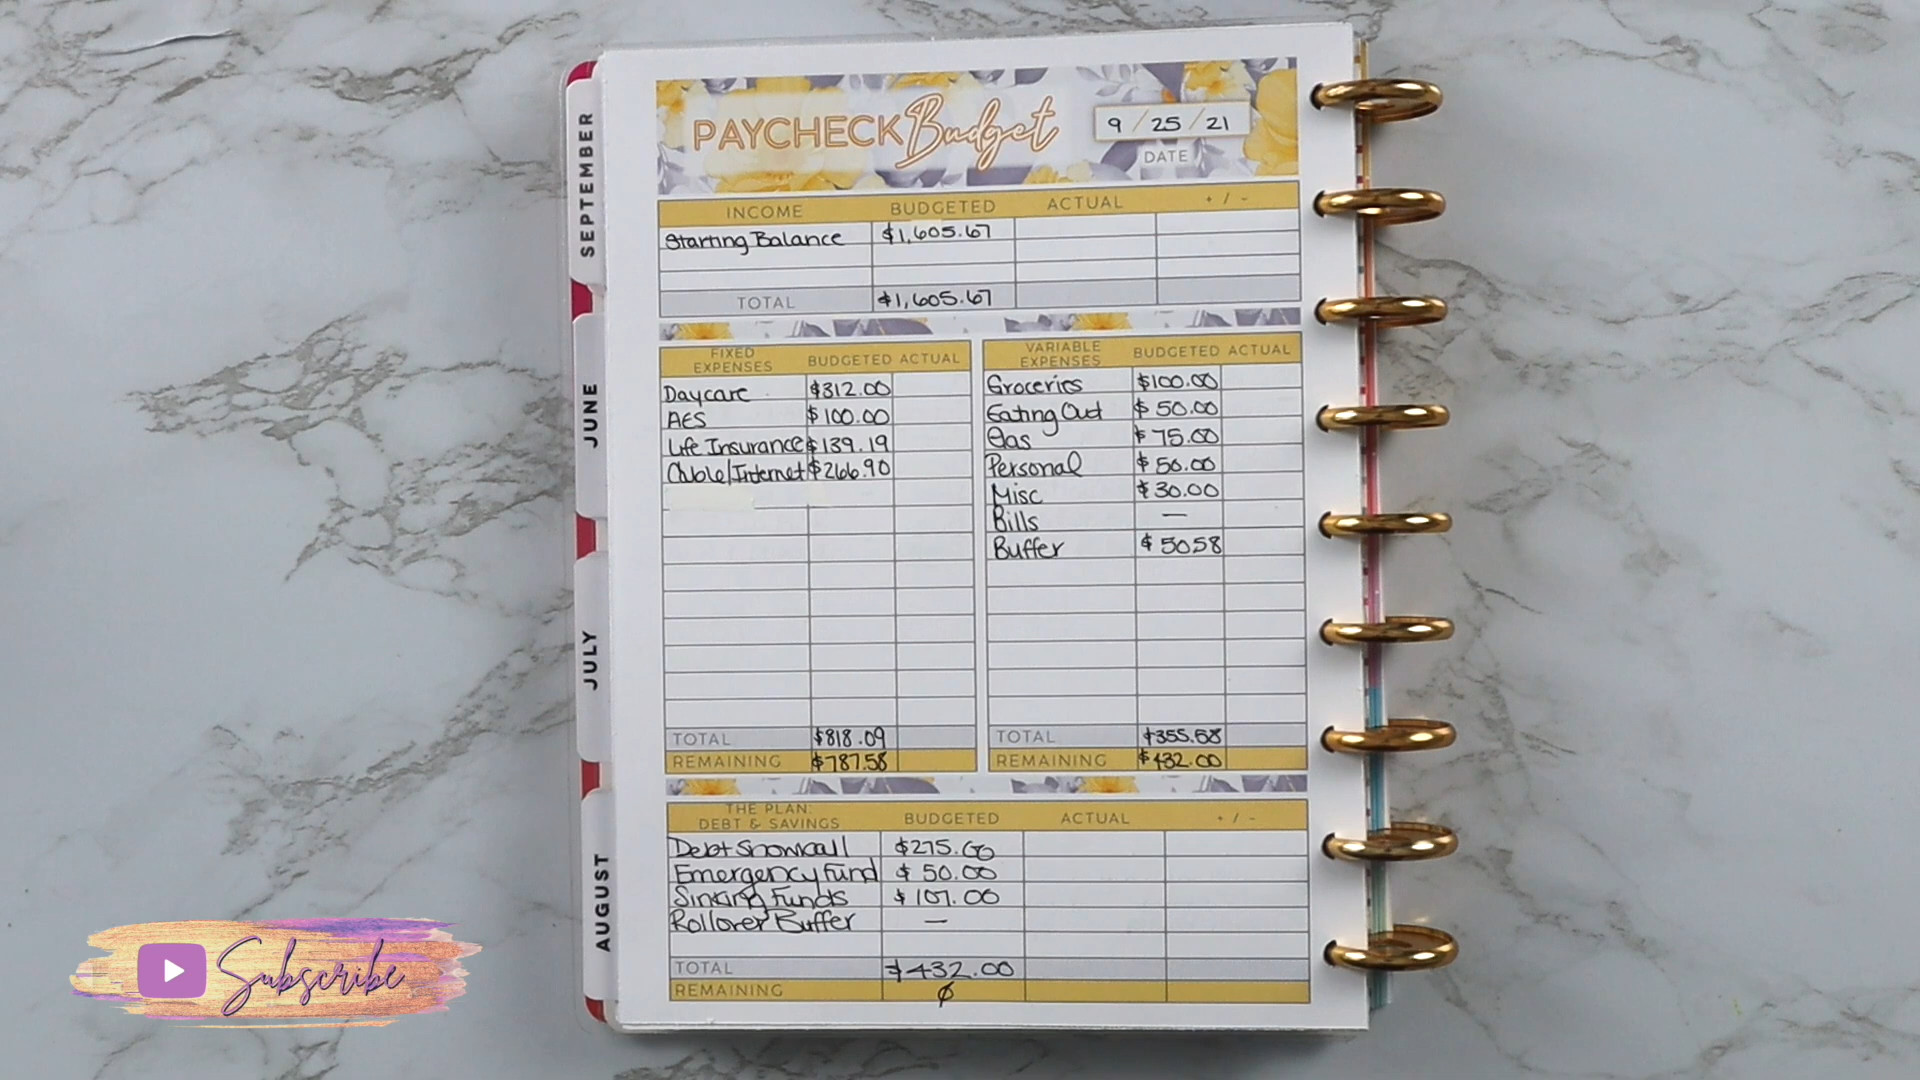 PAYCHECK Budget
9 / 25 / 21
DATE
INCOME BUDGETED ACTUAL + / -
Starting Balance $1,605.67
TOTAL $1,605.67
FIXED EXPENSES BUDGETED ACTUAL
Daycare $312.00
AES $100.00
Life Insurance $139.19
Cable/Internet $266.90
TOTAL $818.09
REMAINING $787.58
VARIABLE EXPENSES BUDGETED ACTUAL
Groceries $100.00
Eating Out $50.00
Gas $75.00
Personal $50.00
Misc $30.00
Bills —
Buffer $50.58
TOTAL $355.58
REMAINING $432.00
THE PLAN:
DEBT & SAVINGS BUDGETED ACTUAL + / -
Debt Snowball $275.00
Emergency Fund $50.00
Sinking Funds $107.00
Rollover Buffer —
TOTAL $432.00
REMAINING 0
SEPTEMBER
JUNE
JULY
AUGUST
Subscribe